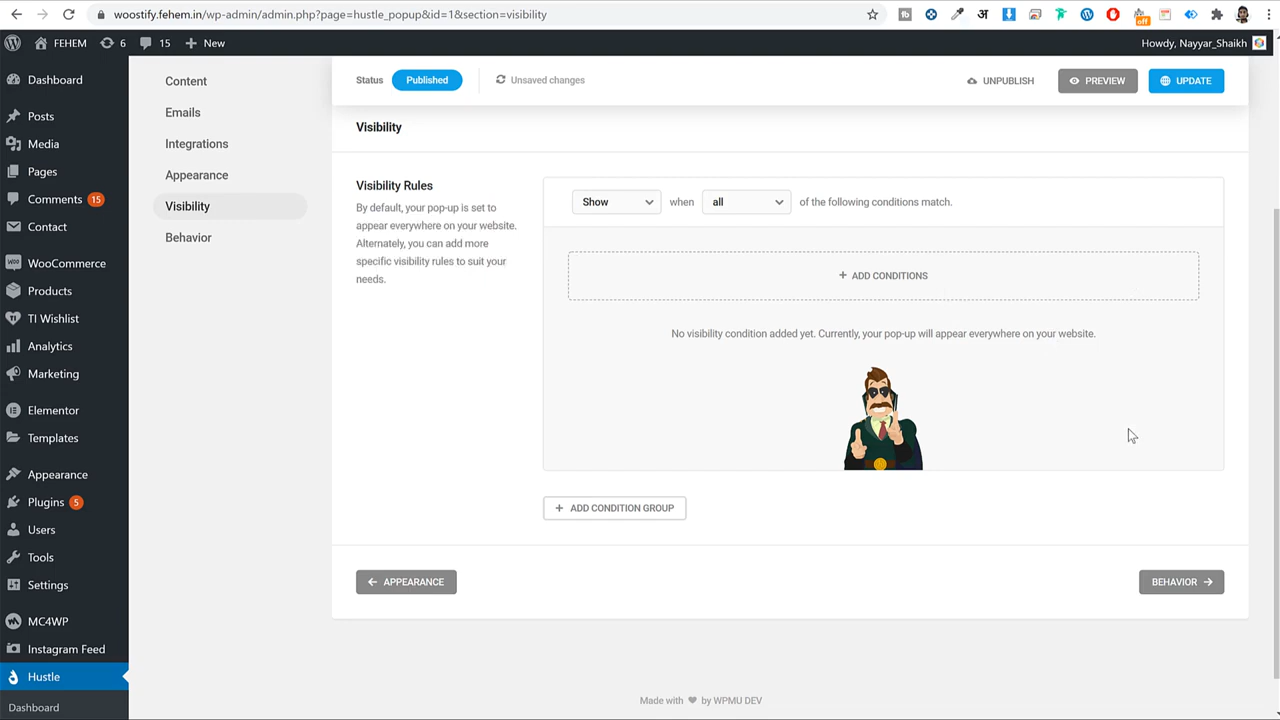 woostify.fehem.in/wp-admin/admin.php?page=hustle_popup&id=1&section=visibility
off
FEHEM
6
15
New
Howdy, Nayyar_Shaikh
Dashboard
Posts
Media
Pages
Comments 15
Contact
WooCommerce
Products
TI Wishlist
Analytics
Marketing
Elementor
Templates
Appearance
Plugins 5
Users
Tools
Settings
MC4WP
Instagram Feed
Hustle
Dashboard
Content
Emails
Integrations
Appearance
Visibility
Behavior
Status Published Unsaved changes UNPUBLISH PREVIEW UPDATE
Visibility
Visibility Rules
By default, your pop-up is set to
appear everywhere on your website.
Alternately, you can add more
specific visibility rules to suit your
needs.
Show when all of the following conditions match.
+ ADD CONDITIONS
No visibility condition added yet. Currently, your pop-up will appear everywhere on your website.
+ ADD CONDITION GROUP
← APPEARANCE
BEHAVIOR →
Made with ♥ by WPMU DEV